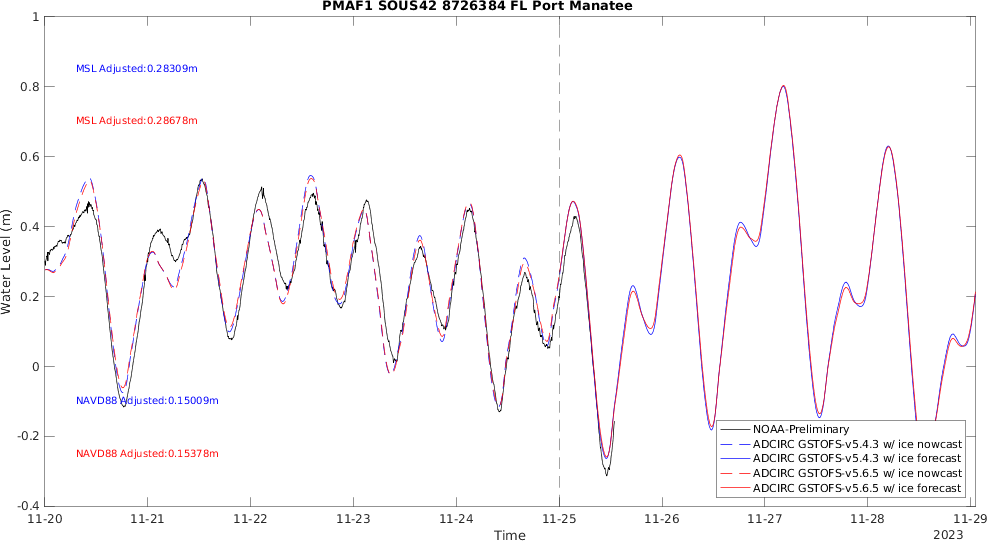 PMAF1 SOUS42 8726384 FL Port Manatee
1
MSL Adjusted:0.28309m
0.8
MSL Adjusted:0.28678m
0.6
0.4
Water Level (m)
0.2
0
NAVD88 Adjusted:0.15009m
-0.2
NAVD88 Adjusted:0.15378m
-0.4
NOAA-Preliminary
ADCIRC GSTOFS-v5.4.3 w/ ice nowcast
ADCIRC GSTOFS-v5.4.3 w/ ice forecast
ADCIRC GSTOFS-v5.6.5 w/ ice nowcast
ADCIRC GSTOFS-v5.6.5 w/ ice forecast
11-20 11-21 11-22 11-23 11-24 11-25 11-26 11-27 11-28 11-29
Time
2023